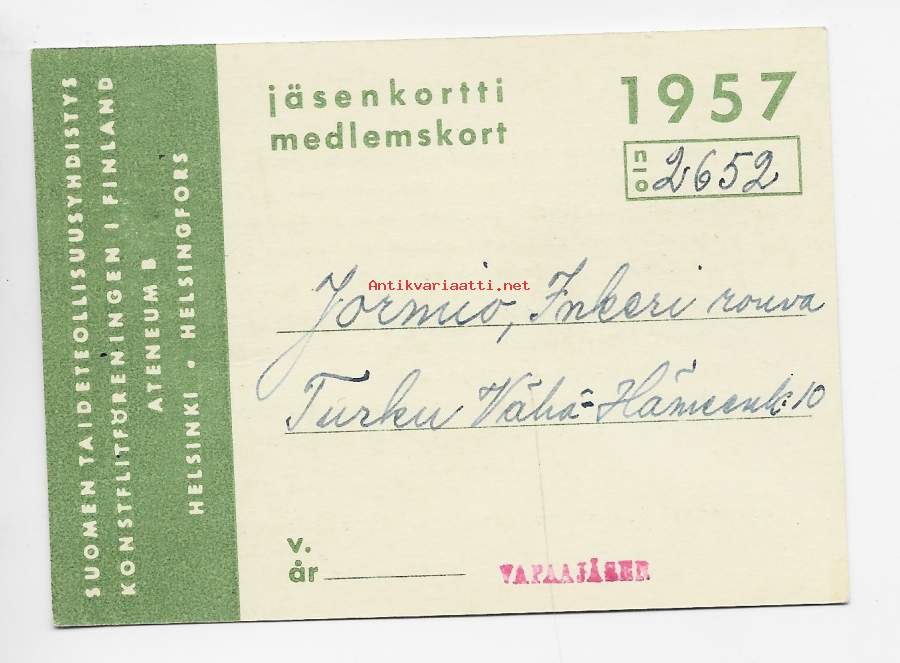 SUOMEN TAIDETEOLLISUUSYHDISTYS
KONSTFLITFÖRENINGEN I FINLAND
ATENEUM B
HELSINKI • HELSINGFORS
jäsenkortti
medlemskort
1957
n/o 2652
Antikvariaatti.net
Jormio, Inkeri rouva
Turku Vähä-Hämeenk. 10
v.
år
VAPAAJÄSEN